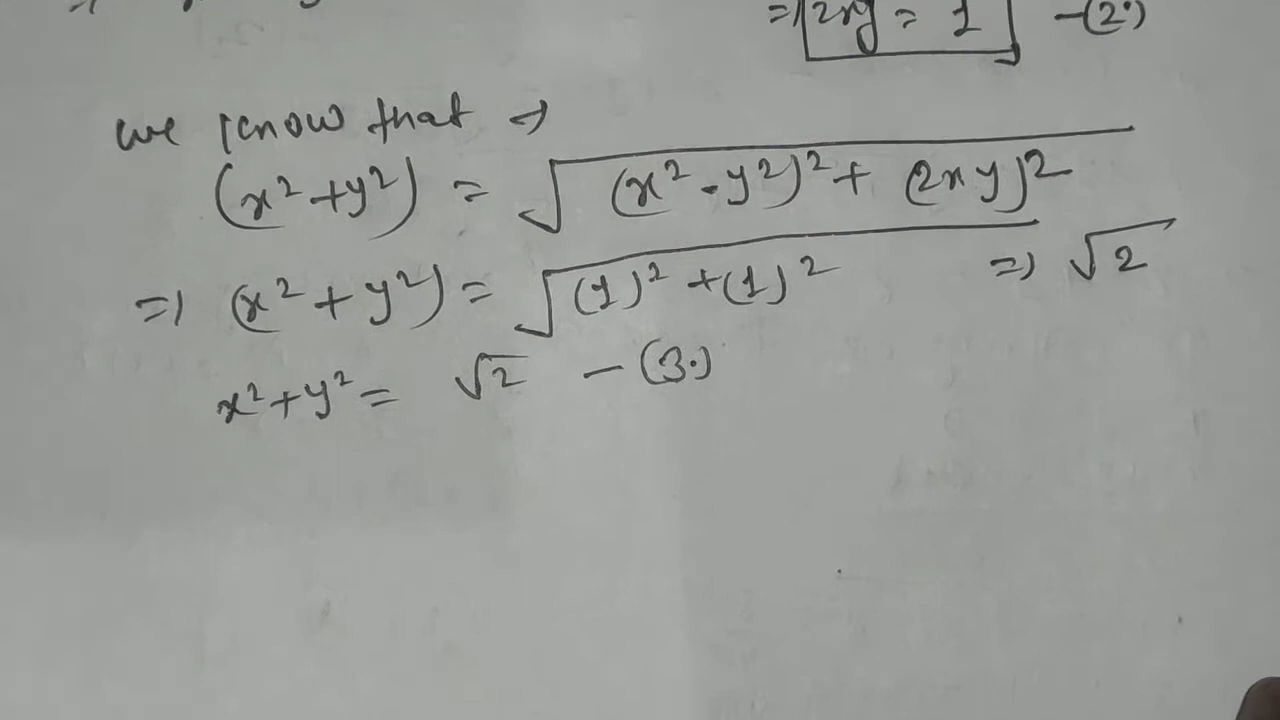 => 2xy = 1 -(2.)
we know that →
(x²+y²) = √((x²-y²)²+(2xy)²)
=> (x²+y²) = √((1)²+(1)²) => √2
x²+y² = √2 -(3.)